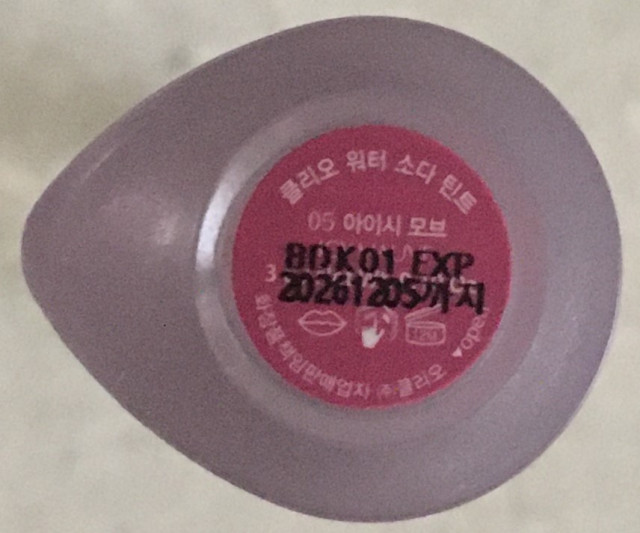 클리오 워터 소다 틴트
05 아이시 모브
BDK01 EXP
20261205까지
12M
화장품책임판매업자 ㈜클리오